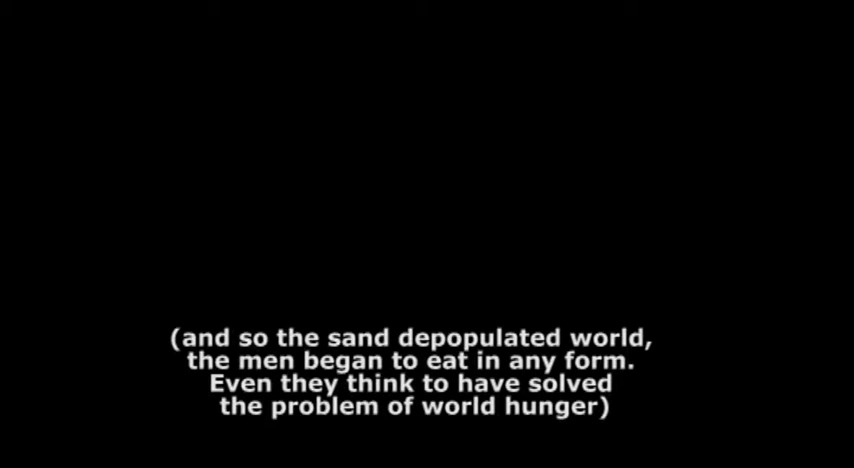 (and so the sand depopulated world,
the men began to eat in any form.
Even they think to have solved
the problem of world hunger)